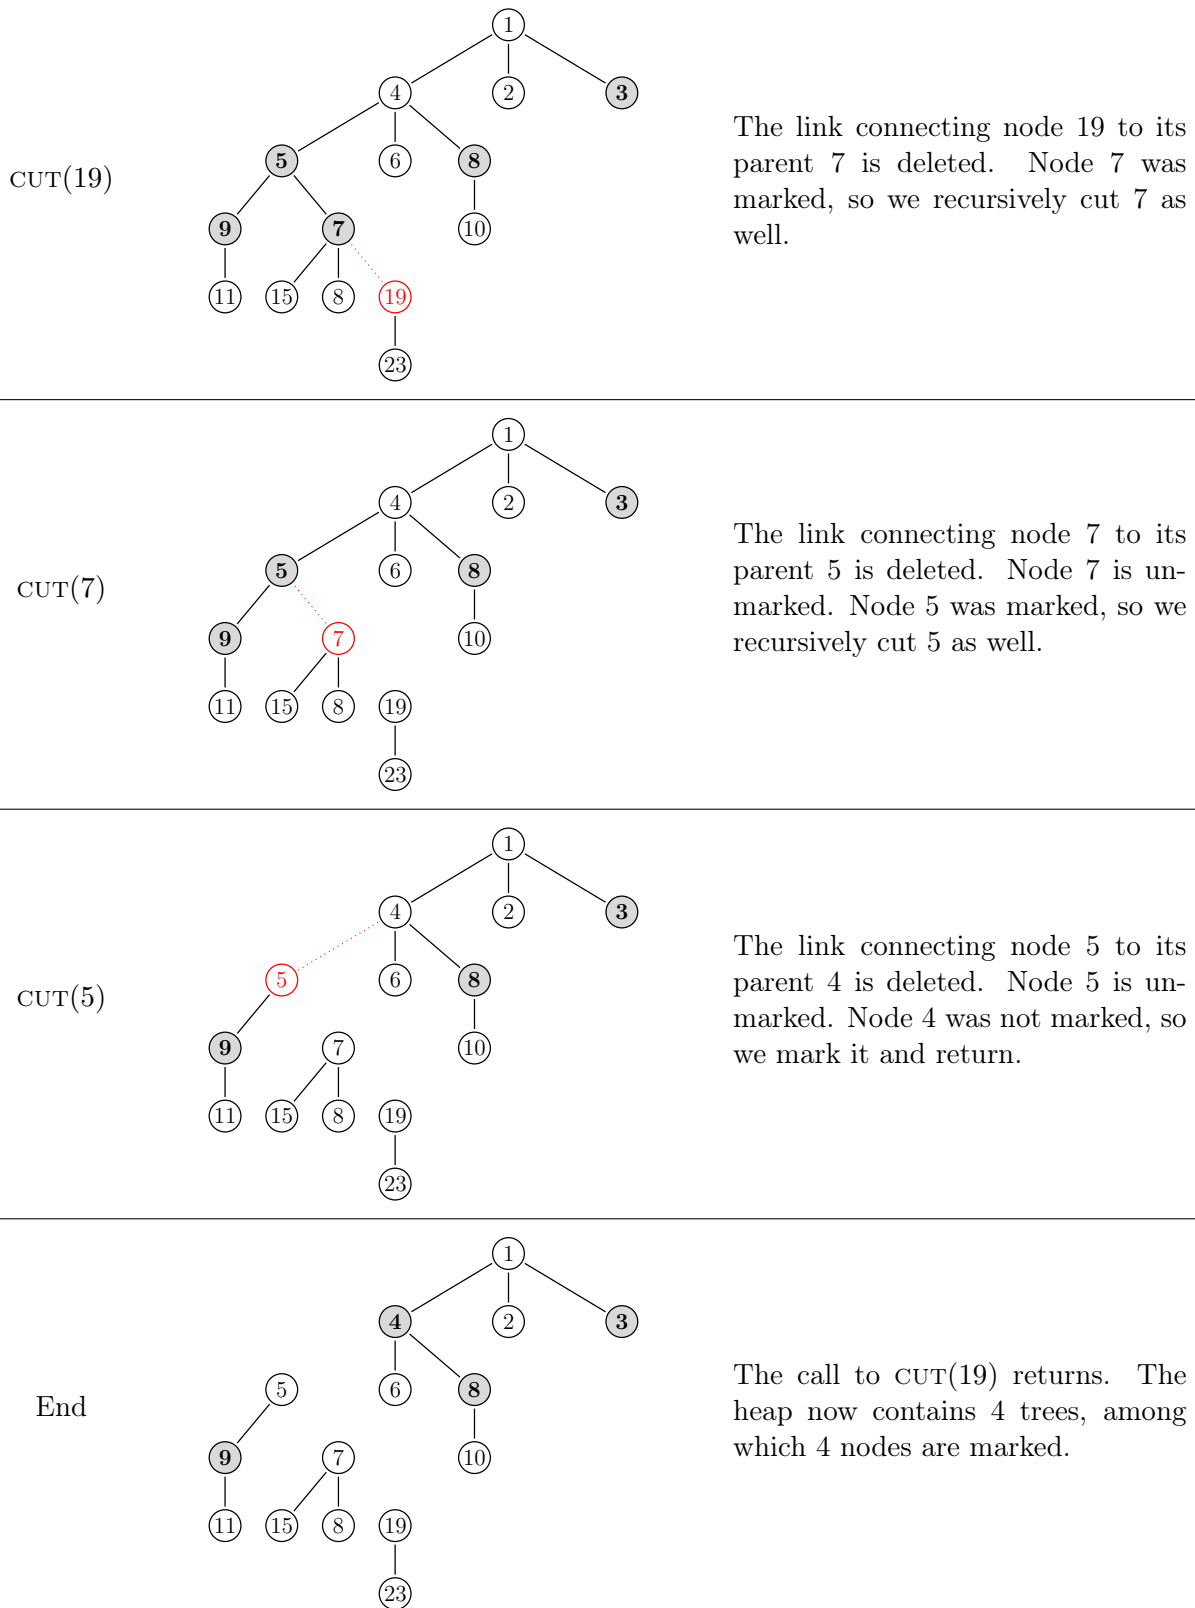 1
4 2 3
The link connecting node 19 to its
parent 7 is deleted. Node 7 was
marked, so we recursively cut 7 as
well.
5 6 8
CUT(19)
9 7 10
11 15 8 19
23
1
4 2 3
The link connecting node 7 to its
parent 5 is deleted. Node 7 is un-
marked. Node 5 was marked, so we
recursively cut 5 as well.
5 6 8
CUT(7)
9 7 10
11 15 8 19
23
1
4 2 3
The link connecting node 5 to its
parent 4 is deleted. Node 5 is un-
marked. Node 4 was not marked, so
we mark it and return.
5 6 8
CUT(5)
9 7 10
11 15 8 19
23
1
4 2 3
The call to CUT(19) returns. The
heap now contains 4 trees, among
which 4 nodes are marked.
5 6 8
End
9 7 10
11 15 8 19
23